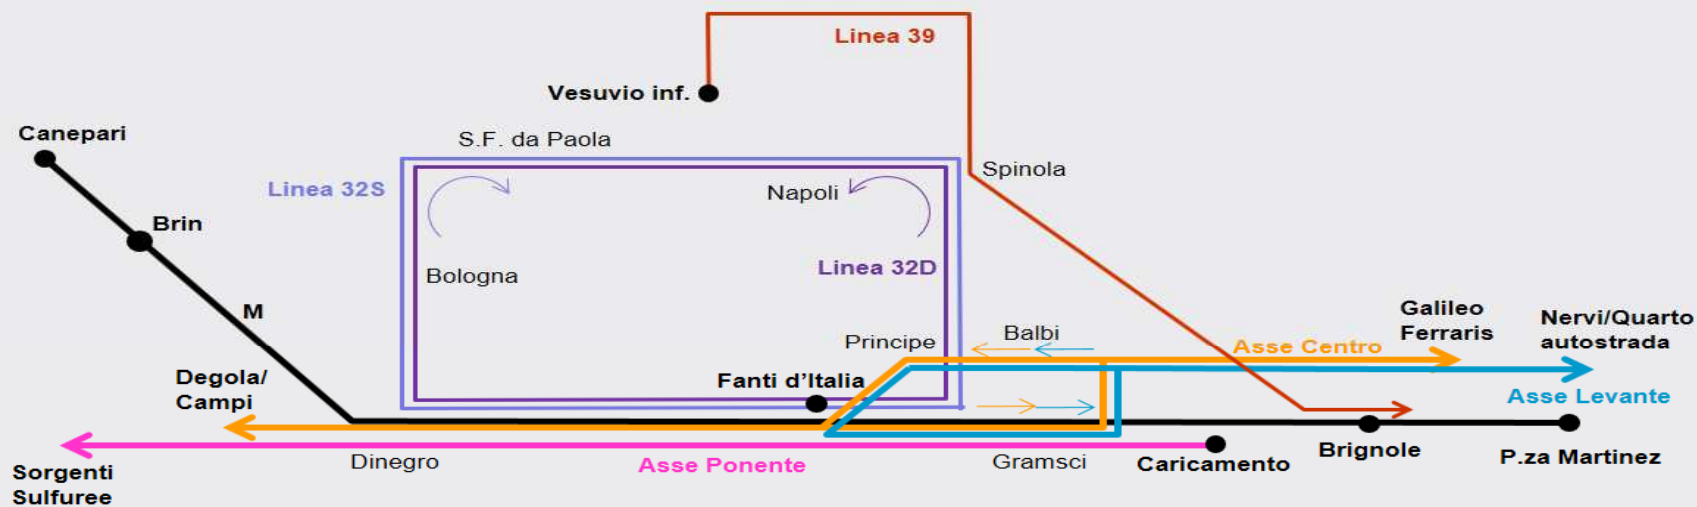 Linea 39
Vesuvio inf.
Canepari
S.F. da Paola
Spinola
Linea 32S
Napoli
Brin
Bologna
Linea 32D
M
Galileo
Ferraris
Nervi/Quarto
autostrada
Principe
Balbi
Asse Centro
Degola/
Campi
Fanti d'Italia
Asse Levante
Sorgenti
Sulfuree
Dinegro
Asse Ponente
Gramsci
Caricamento
Brignole
P.za Martinez